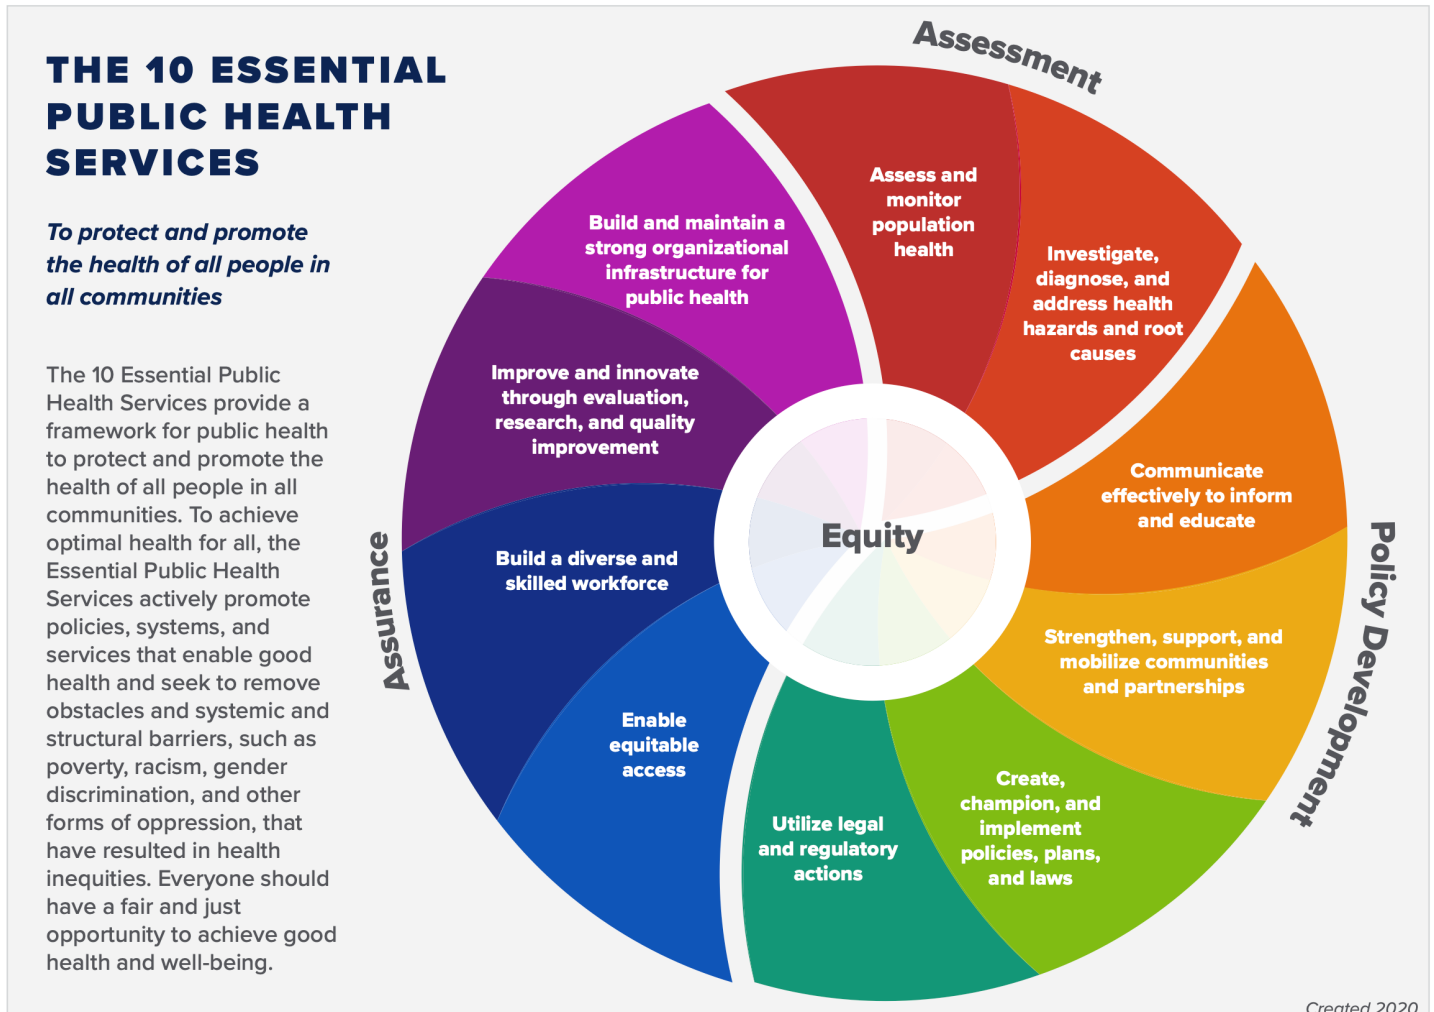 THE 10 ESSENTIAL
PUBLIC HEALTH
SERVICES
To protect and promote
the health of all people in
all communities
The 10 Essential Public
Health Services provide a
framework for public health
to protect and promote the
health of all people in all
communities. To achieve
optimal health for all, the
Essential Public Health
Services actively promote
policies, systems, and
services that enable good
health and seek to remove
obstacles and systemic and
structural barriers, such as
poverty, racism, gender
discrimination, and other
forms of oppression, that
have resulted in health
inequities. Everyone should
have a fair and just
opportunity to achieve good
health and well-being.
Assessment
Assess and
monitor
population
health
Investigate,
diagnose, and
address health
hazards and root
causes
Policy Development
Communicate
effectively to inform
and educate
Strengthen, support, and
mobilize communities
and partnerships
Create,
champion, and
implement
policies, plans,
and laws
Utilize legal
and regulatory
actions
Assurance
Enable
equitable
access
Build a diverse and
skilled workforce
Improve and innovate
through evaluation,
research, and quality
improvement
Build and maintain a
strong organizational
infrastructure for
public health
Equity
Created 2020